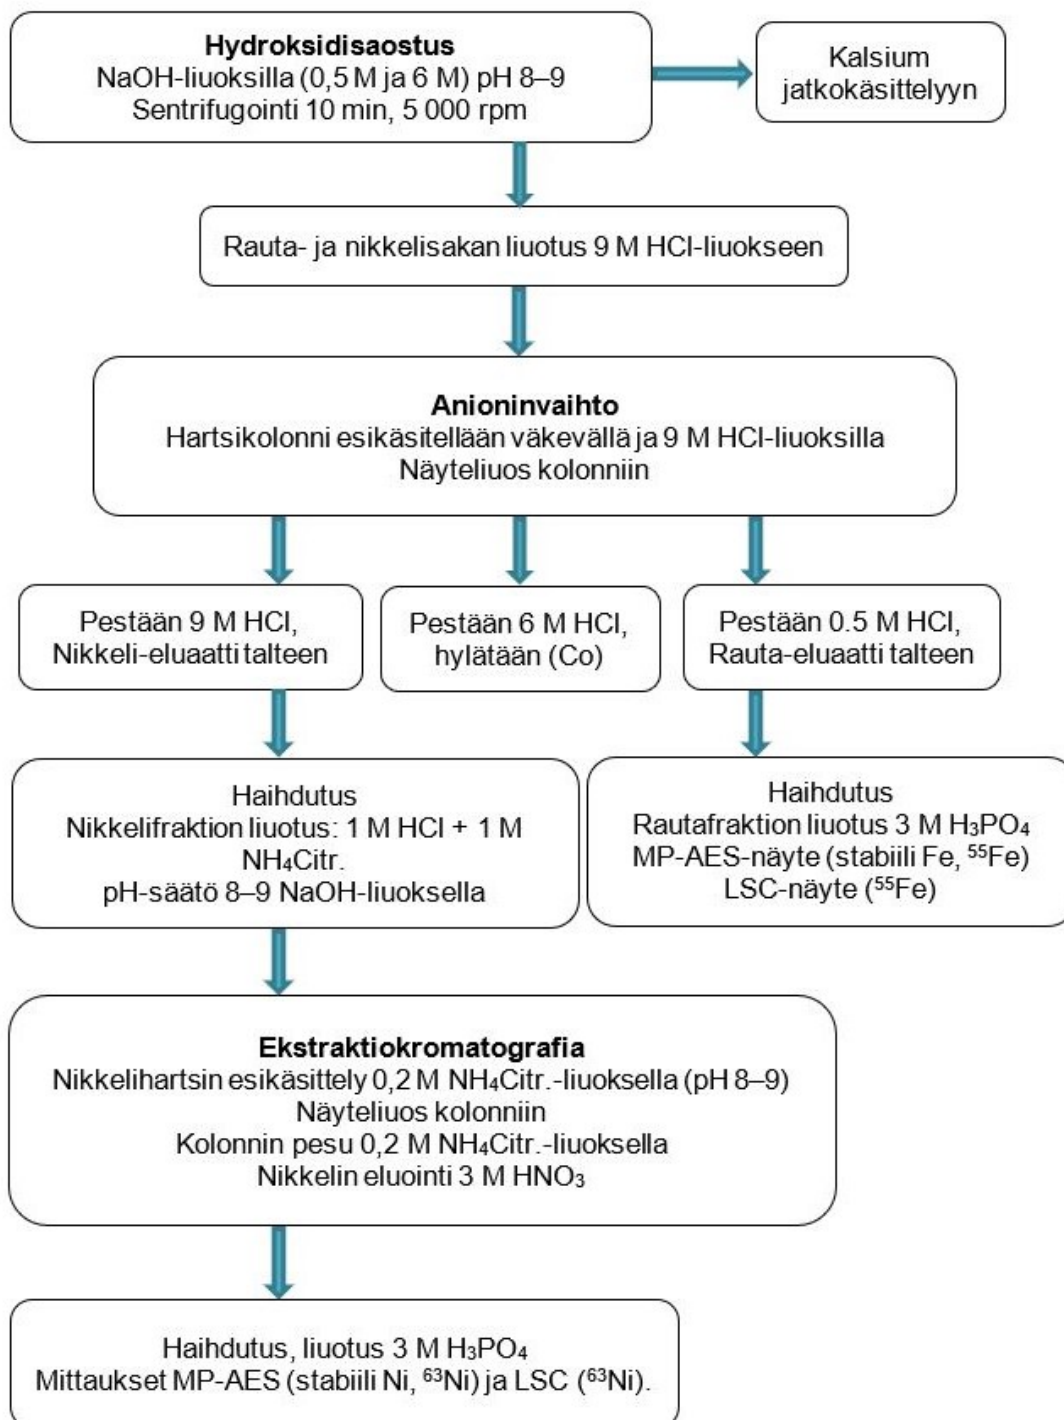 Hydroksidisaostus
NaOH-liuoksilla (0,5 M ja 6 M) pH 8–9
Sentrifugointi 10 min, 5 000 rpm
Kalsium
jatkokäsittelyyn
Rauta- ja nikkelisakan liuotus 9 M HCl-liuokseen
Anioninvaihto
Hartsikolonni esikäsitellään väkevällä ja 9 M HCl-liuoksilla
Näyteliuos kolonniin
Pestään 9 M HCl,
Nikkeli-eluaatti talteen
Pestään 6 M HCl,
hylätään (Co)
Pestään 0.5 M HCl,
Rauta-eluaatti talteen
Haihdutus
Nikkelifraktion liuotus: 1 M HCl + 1 M
NH₄Citr.
pH-säätö 8–9 NaOH-liuoksella
Haihdutus
Rautafraktion liuotus 3 M H₃PO₄
MP-AES-näyte (stabiili Fe, ⁵⁵Fe)
LSC-näyte (⁵⁵Fe)
Ekstraktiokromatografia
Nikkelihartsin esikäsittely 0,2 M NH₄Citr.-liuoksella (pH 8–9)
Näyteliuos kolonniin
Kolonnin pesu 0,2 M NH₄Citr.-liuoksella
Nikkelin eluointi 3 M HNO₃
Haihdutus, liuotus 3 M H₃PO₄
Mittaukset MP-AES (stabiili Ni, ⁶³Ni) ja LSC (⁶³Ni).